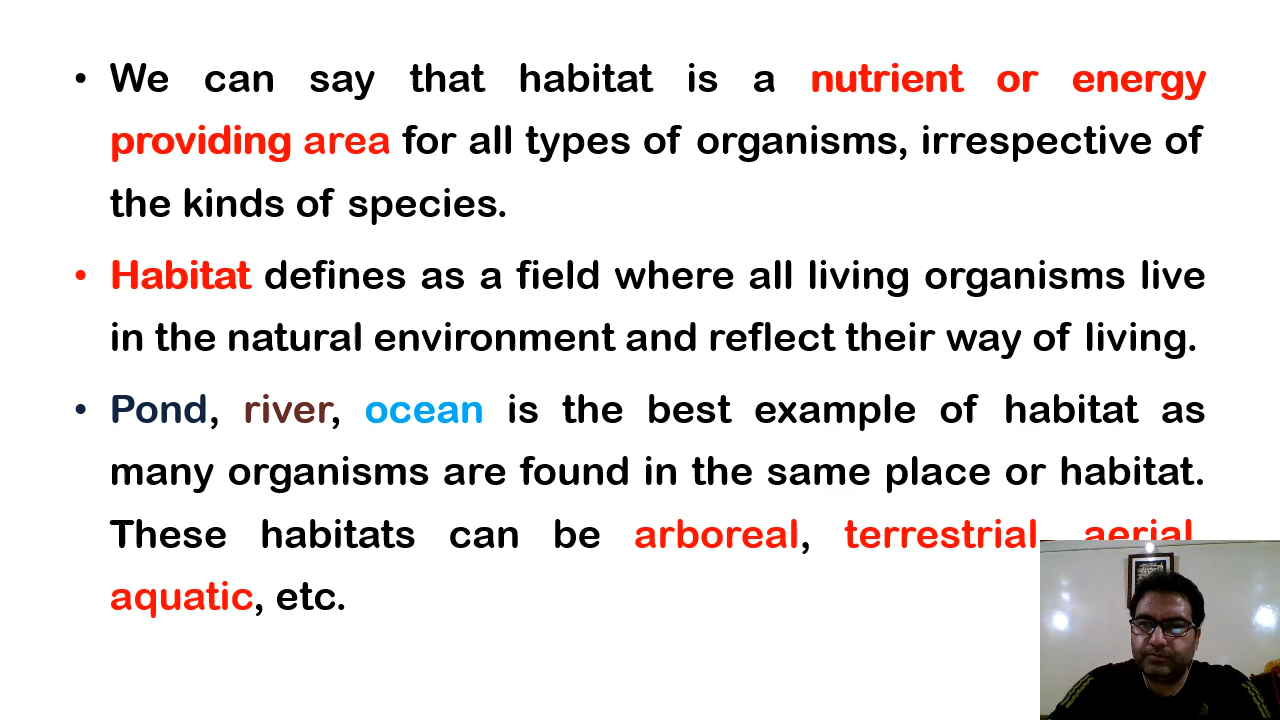 • We can say that habitat is a nutrient or energy
providing area for all types of organisms, irrespective of
the kinds of species.
• Habitat defines as a field where all living organisms live
in the natural environment and reflect their way of living.
• Pond, river, ocean is the best example of habitat as
many organisms are found in the same place or habitat.
These habitats can be arboreal, terrestrial, aerial,
aquatic, etc.